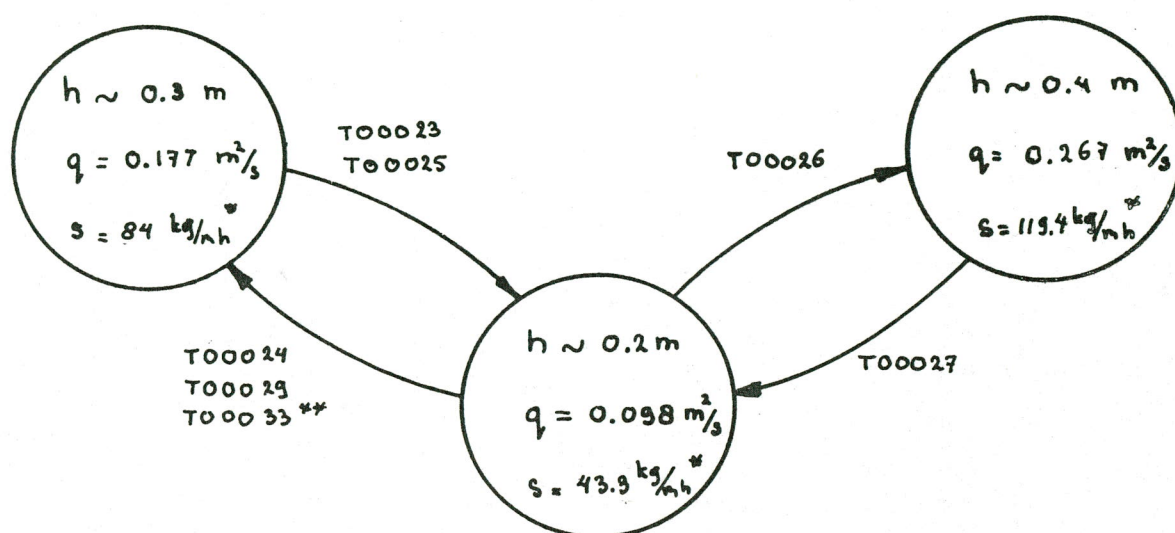 h ~ 0.3 m
q = 0.177 m²/s
s = 84 kg/mh*
T00023
T00025
T00026
h ~ 0.4 m
q = 0.267 m²/s
s = 119.4 kg/mh*
T00024
T00029
T00033**
h ~ 0.2 m
q = 0.098 m²/s
s = 43.9 kg/mh*
T00027